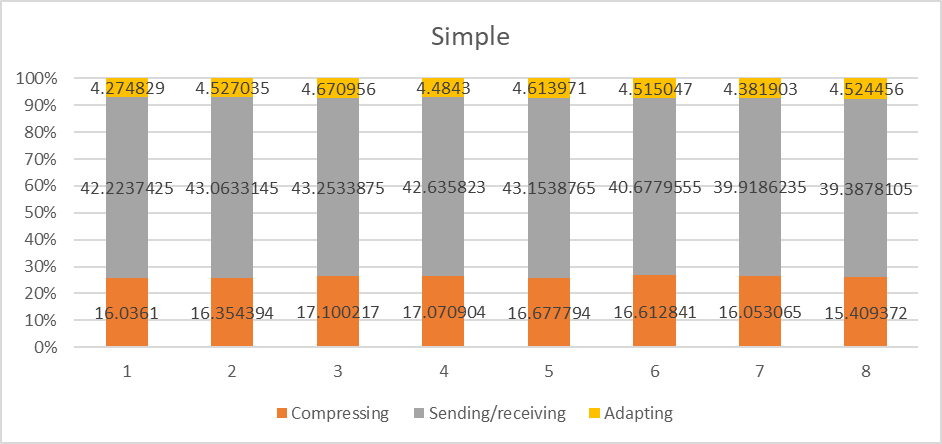 Simple
100%
90%
80%
70%
60%
50%
40%
30%
20%
10%
0%
4.274829 4.527035 4.670956 4.4843 4.613971 4.515047 4.381903 4.524456
42.2237425 43.0633145 43.2533875 42.635823 43.1538765 40.6779555 39.9186235 39.3878105
16.0361 16.354394 17.100217 17.070904 16.677794 16.612841 16.053065 15.409372
1 2 3 4 5 6 7 8
Compressing Sending/receiving Adapting